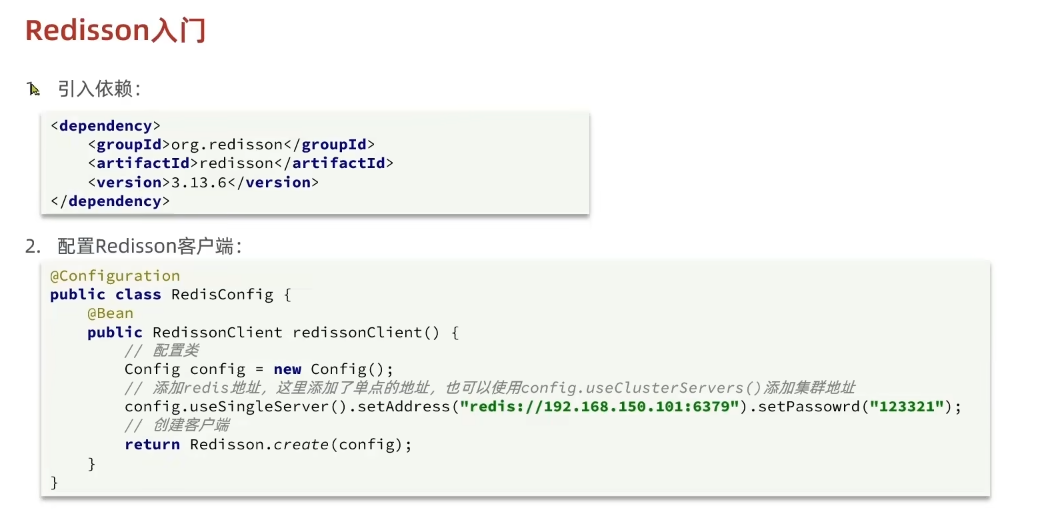 Redisson入门
1. 引入依赖：
<dependency>
    <groupId>org.redisson</groupId>
    <artifactId>redisson</artifactId>
    <version>3.13.6</version>
</dependency>
2. 配置Redisson客户端：
@Configuration
public class RedisConfig {
    @Bean
    public RedissonClient redissonClient() {
        // 配置类
        Config config = new Config();
        // 添加redis地址，这里添加了单点的地址，也可以使用config.useClusterServers()添加集群地址
        config.useSingleServer().setAddress("redis://192.168.150.101:6379").setPassowrd("123321");
        // 创建客户端
        return Redisson.create(config);
    }
}